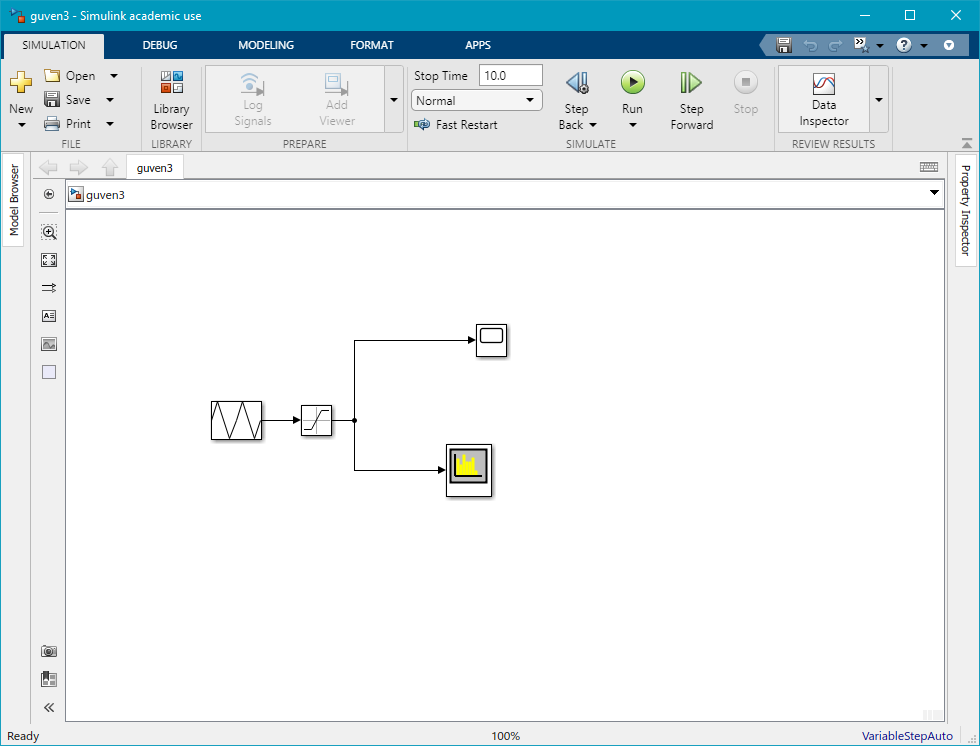 guven3 - Simulink academic use
SIMULATION DEBUG MODELING FORMAT APPS
New
Open
Save
Print
FILE
Library
Browser
LIBRARY
Log
Signals
Add
Viewer
PREPARE
Stop Time 10.0
Normal
Fast Restart
Step
Back
Run
Step
Forward
Stop
SIMULATE
Data
Inspector
REVIEW RESULTS
Model Browser
guven3
guven3
Property Inspector
Ready 100% VariableStepAuto